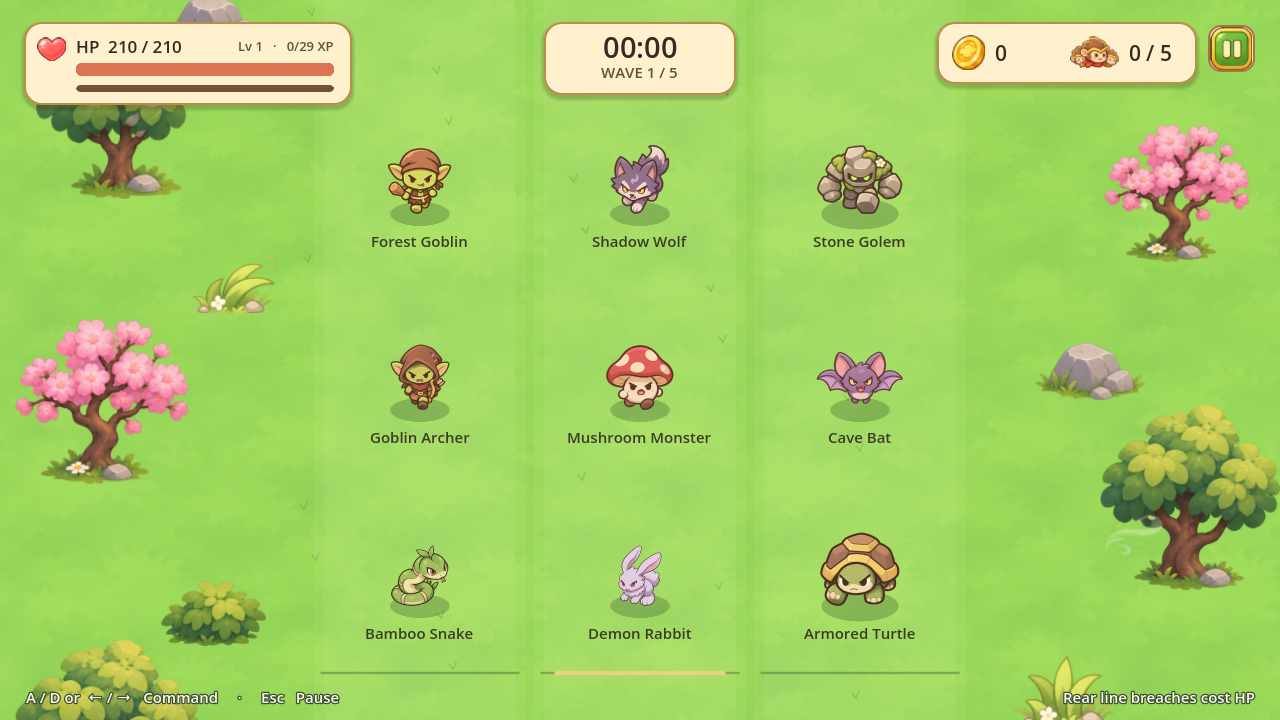 HP 210 / 210
Lv 1 · 0/29 XP
00:00
WAVE 1 / 5
0
0 / 5
Forest Goblin
Shadow Wolf
Stone Golem
Goblin Archer
Mushroom Monster
Cave Bat
Bamboo Snake
Demon Rabbit
Armored Turtle
A / D or ← / → Command · Esc Pause
Rear line breaches cost HP